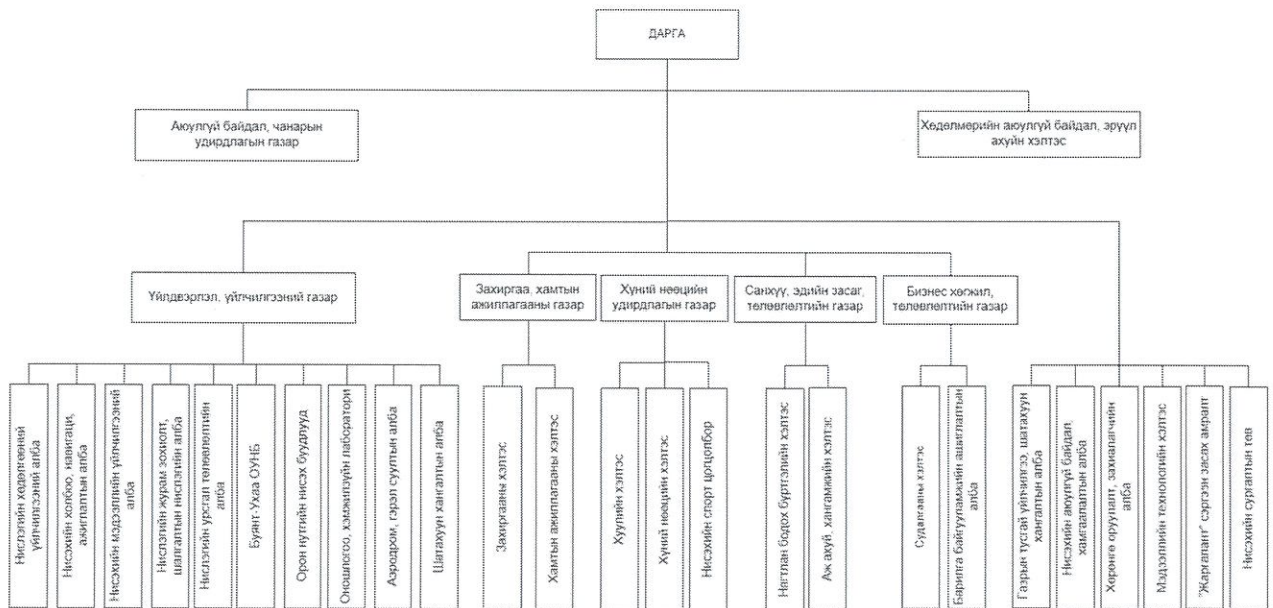 ДАРГА
Аюулгүй байдал, чанарын
удирдлагын газар
Хөдөлмөрийн аюулгүй байдал, эрүүл
ахуйн хэлтэс
Үйлдвэрлэл, үйлчилгээний газар
Захиргаа, хамтын
ажиллагааны газар
Хүний нөөцийн
удирдлагын газар
Санхүү, эдийн засаг,
төлөвлөлтийн газар
Бизнес хөгжил,
төлөвлөлтийн газар
Нислэгийн хөдөлгөөний
үйлчилгээний алба
Нисэхийн холбоо, навигаци,
ажиглалтын алба
Нисэхийн мэдээллийн үйлчилгээний
алба
Нислэгийн журам зохиолт,
шалгалтын нислэгийн алба
Нислэгийн урсгал төлөвлөлтийн
алба
Буянт-Ухаа ОУНБ
Орон нутгийн нисэх буудлууд
Оношлогоо, хэмжилзүйн лаборатори
Аэродром, гэрэл суултын алба
Шатахуун хангалтын алба
Захиргааны хэлтэс
Хамтын ажиллагааны хэлтэс
Хуулийн хэлтэс
Хүний нөөцийн хэлтэс
Нисэхийн спорт цогцолбор
Нягтлан бодох бүртгэлийн хэлтэс
Аж ахуй, хангамжийн хэлтэс
Судалгааны хэлтэс
Барилга байгууламжийн ашиглалтын
алба
Газрын тусгай үйлчилгээ, шатахуун
хангалтын алба
Нисэхийн аюулгүй байдал,
хамгаалалтын алба
Хөрөнгө оруулалт, захиалагчийн
алба
Мэдээллийн технологийн хэлтэс
"Жаргалант" сэргээн засах амралт
Нисэхийн сургалтын төв